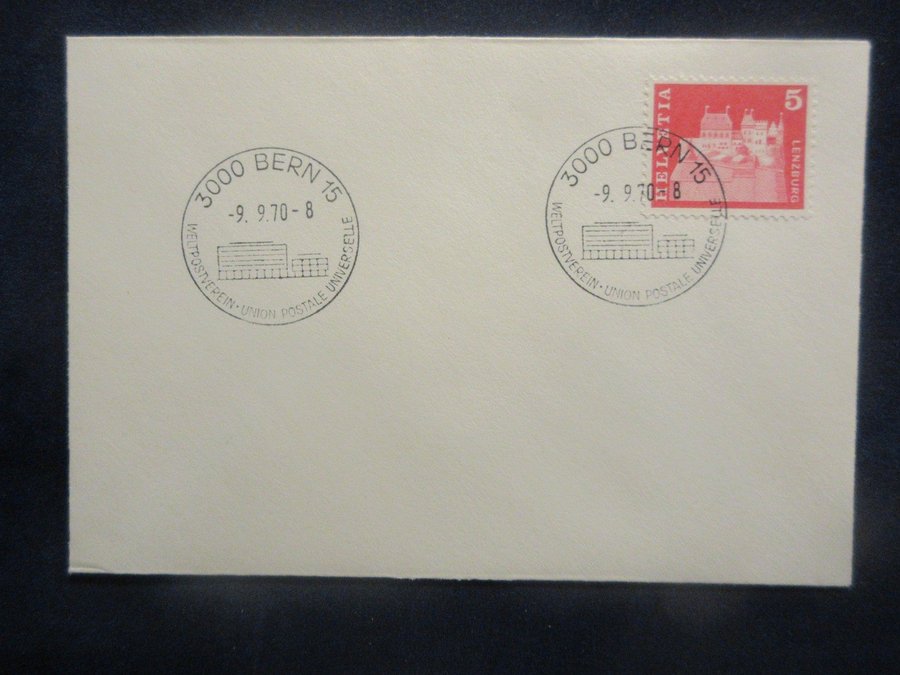 3000 BERN 15
-9. 9.70-8
WELTPOSTVEREIN · UNION POSTALE UNIVERSELLE
3000 BERN 15
-9. 9.70-8
WELTPOSTVEREIN · UNION POSTALE UNIVERSELLE
HELVETIA
5
LENZBURG